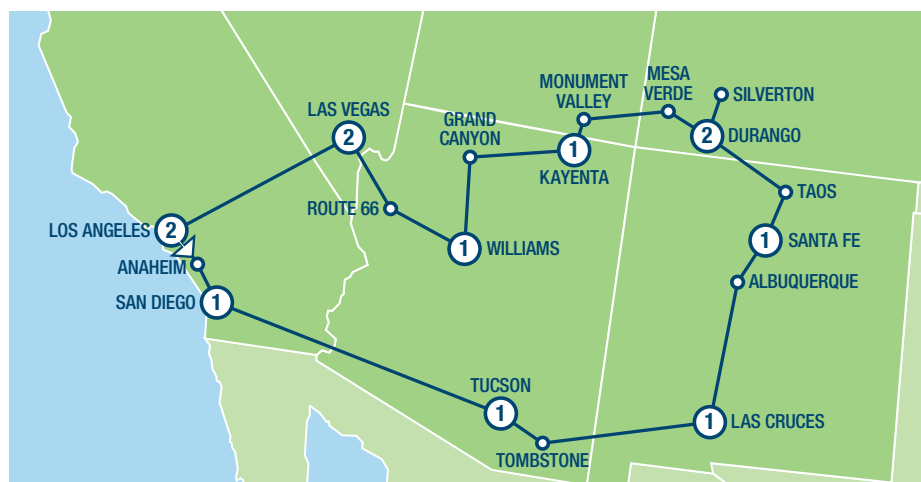 MONUMENT
VALLEY
MESA
VERDE
SILVERTON
LAS VEGAS
2
GRAND
CANYON
2
DURANGO
1
KAYENTA
TAOS
ROUTE 66
LOS ANGELES
2
1
WILLIAMS
1
SANTA FE
ANAHEIM
ALBUQUERQUE
SAN DIEGO
1
TUCSON
1
1
LAS CRUCES
TOMBSTONE